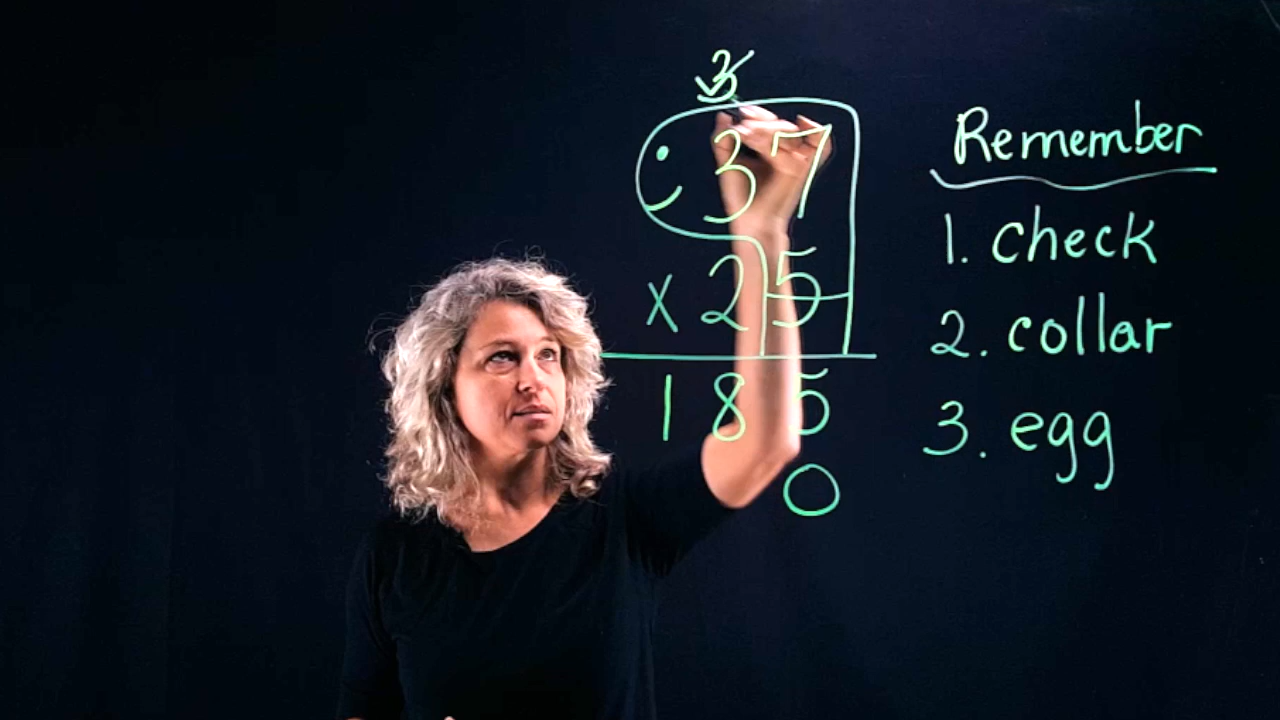 3
37
x 25
185
0
Remember
1. check
2. collar
3. egg